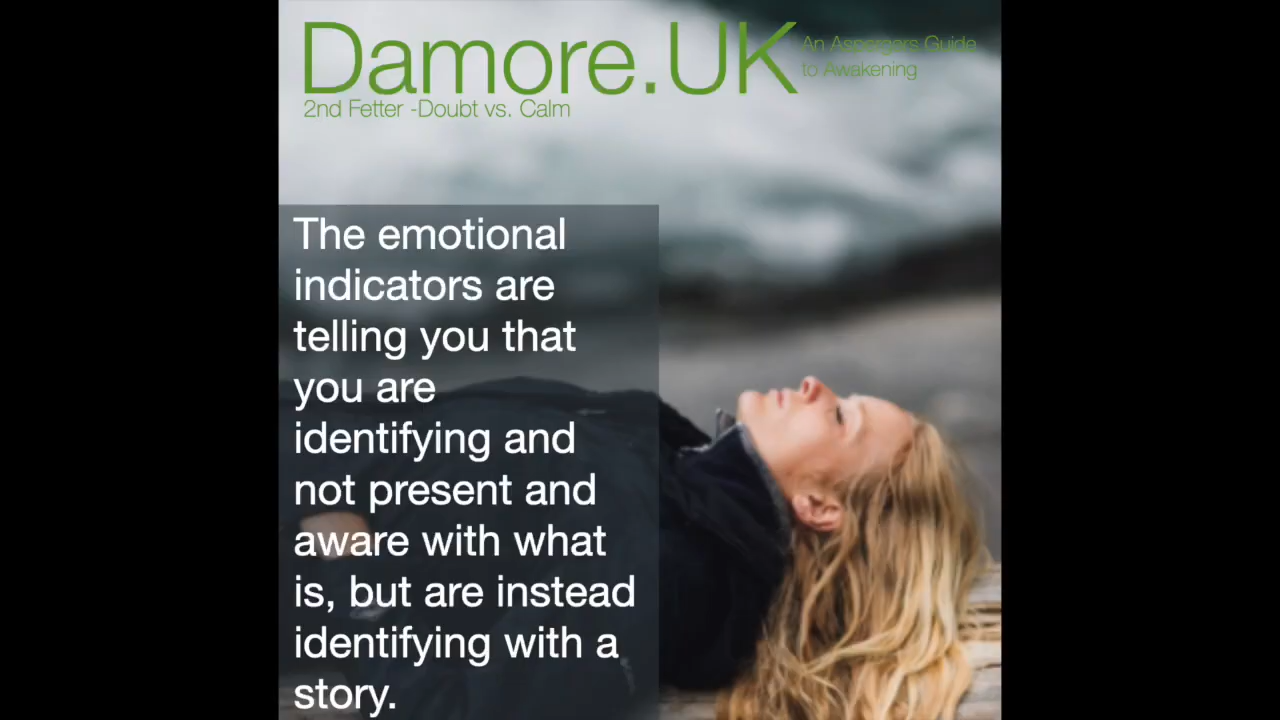 Damore.UK
An Aspergers Guide
to Awakening
2nd Fetter -Doubt vs. Calm
The emotional
indicators are
telling you that
you are
identifying and
not present and
aware with what
is, but are instead
identifying with a
story.